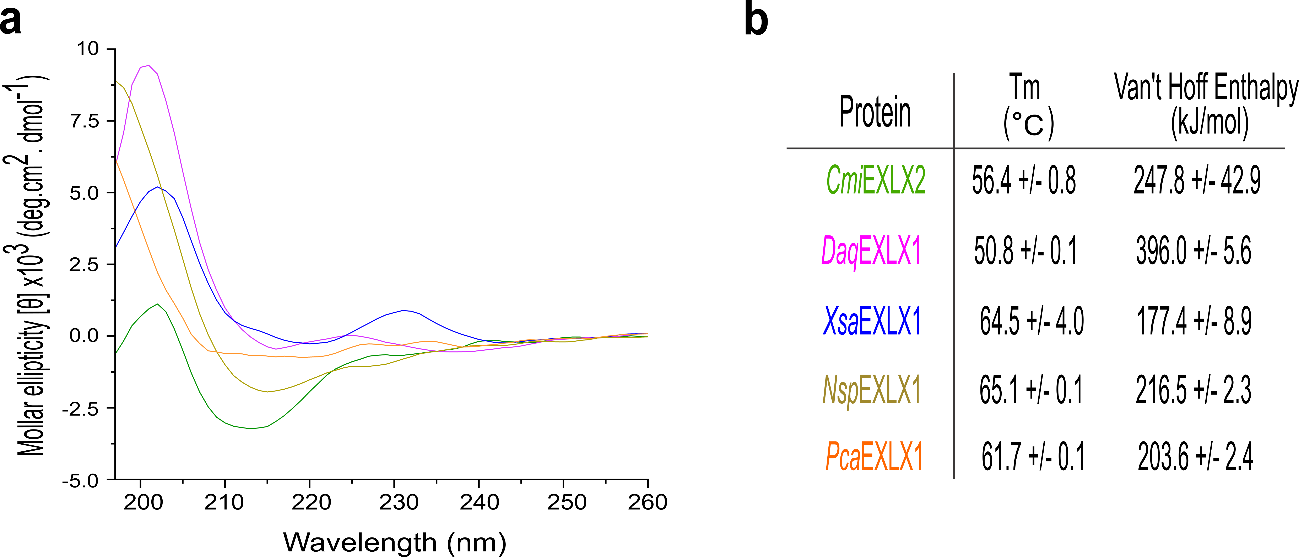 a
Mollar ellipticity [θ] x10³ (deg.cm². dmol⁻¹)
10
7.5
5.0
2.5
0.0
-2.5
-5.0
200 210 220 230 240 250 260
Wavelength (nm)
b
Protein Tm (°C) Van't Hoff Enthalpy (kJ/mol)
CmiEXLX2 56.4 +/- 0.8 247.8 +/- 42.9
DaqEXLX1 50.8 +/- 0.1 396.0 +/- 5.6
XsaEXLX1 64.5 +/- 4.0 177.4 +/- 8.9
NspEXLX1 65.1 +/- 0.1 216.5 +/- 2.3
PcaEXLX1 61.7 +/- 0.1 203.6 +/- 2.4